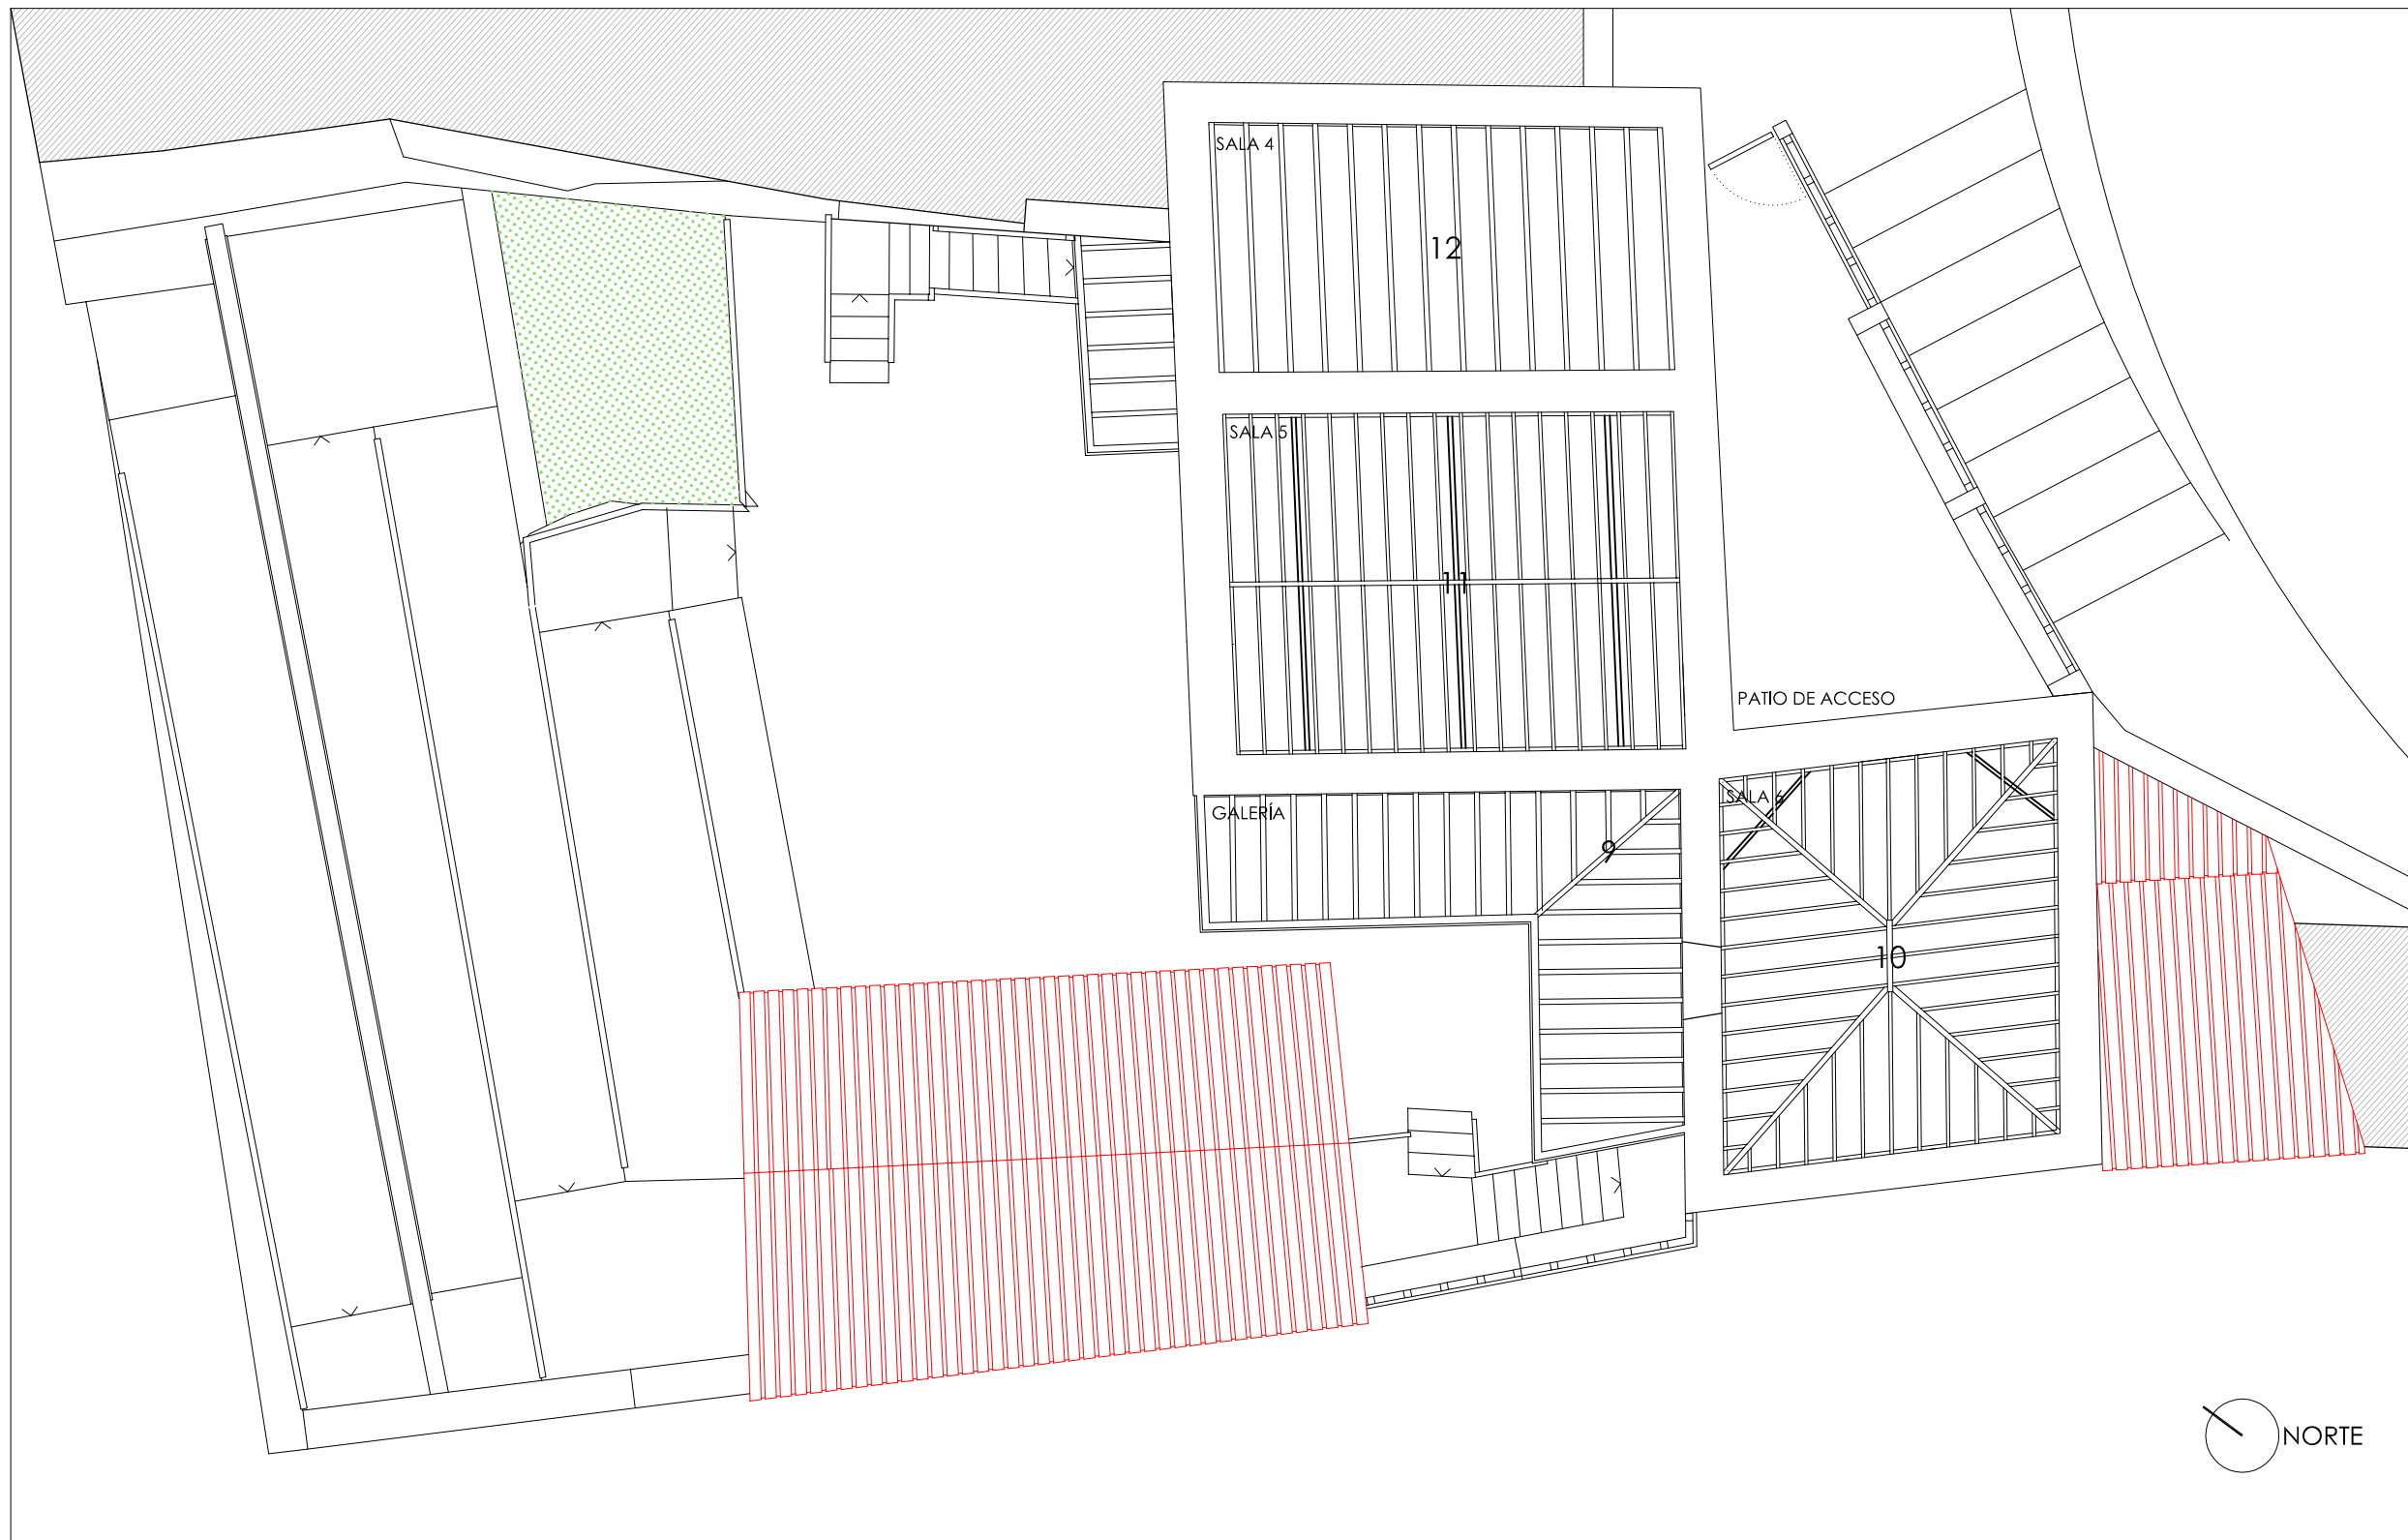 SALA 4
12
SALA 5
11
PATIO DE ACCESO
GALERÍA
SALA 6
9
10
NORTE